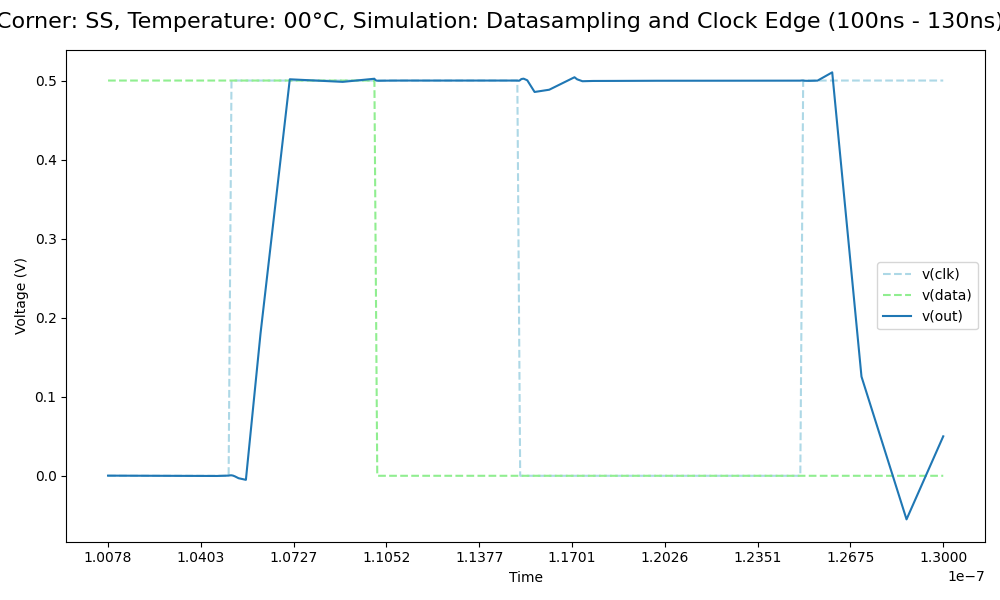 Corner: SS, Temperature: 00°C, Simulation: Datasampling and Clock Edge (100ns - 130ns)
0.5
0.4
0.3
0.2
0.1
0.0
Voltage (V)
v(clk)
v(data)
v(out)
1.0078 1.0403 1.0727 1.1052 1.1377 1.1701 1.2026 1.2351 1.2675 1.3000
Time
1e−7